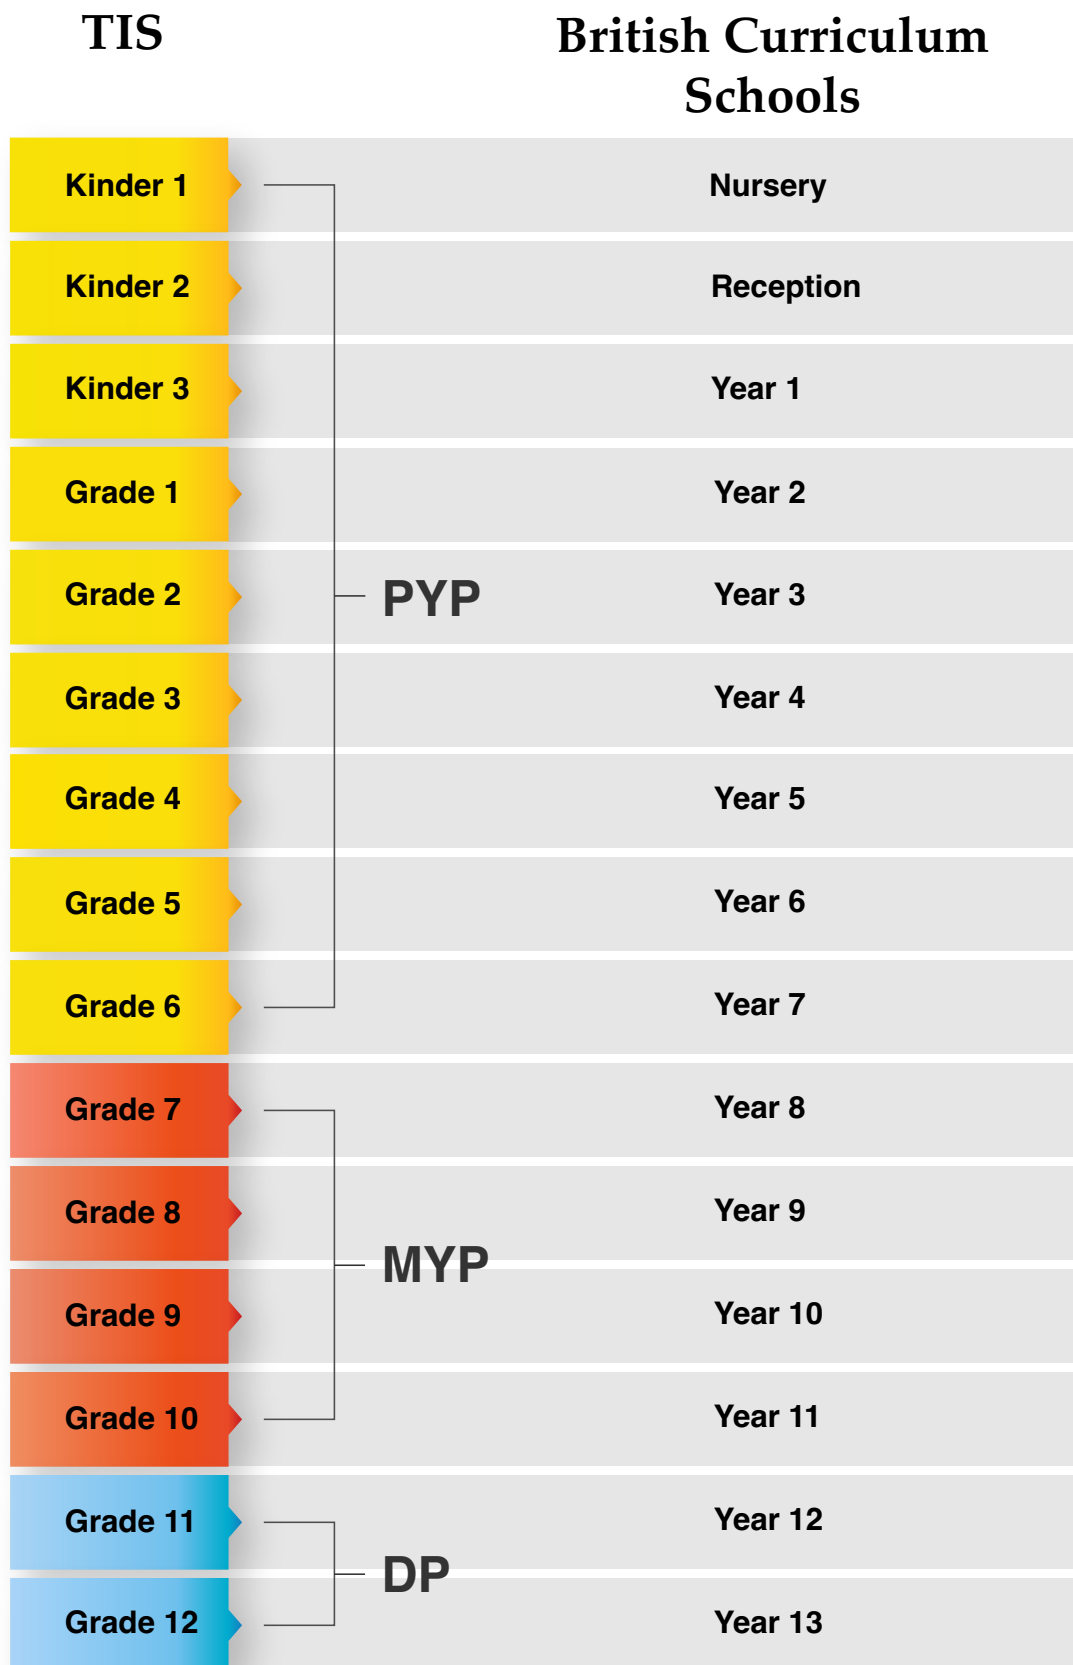 TIS
British Curriculum
Schools
Kinder 1
Nursery
Kinder 2
Reception
Kinder 3
Year 1
Grade 1
Year 2
Grade 2
PYP
Year 3
Grade 3
Year 4
Grade 4
Year 5
Grade 5
Year 6
Grade 6
Year 7
Grade 7
Year 8
Grade 8
Year 9
MYP
Grade 9
Year 10
Grade 10
Year 11
Grade 11
Year 12
DP
Grade 12
Year 13